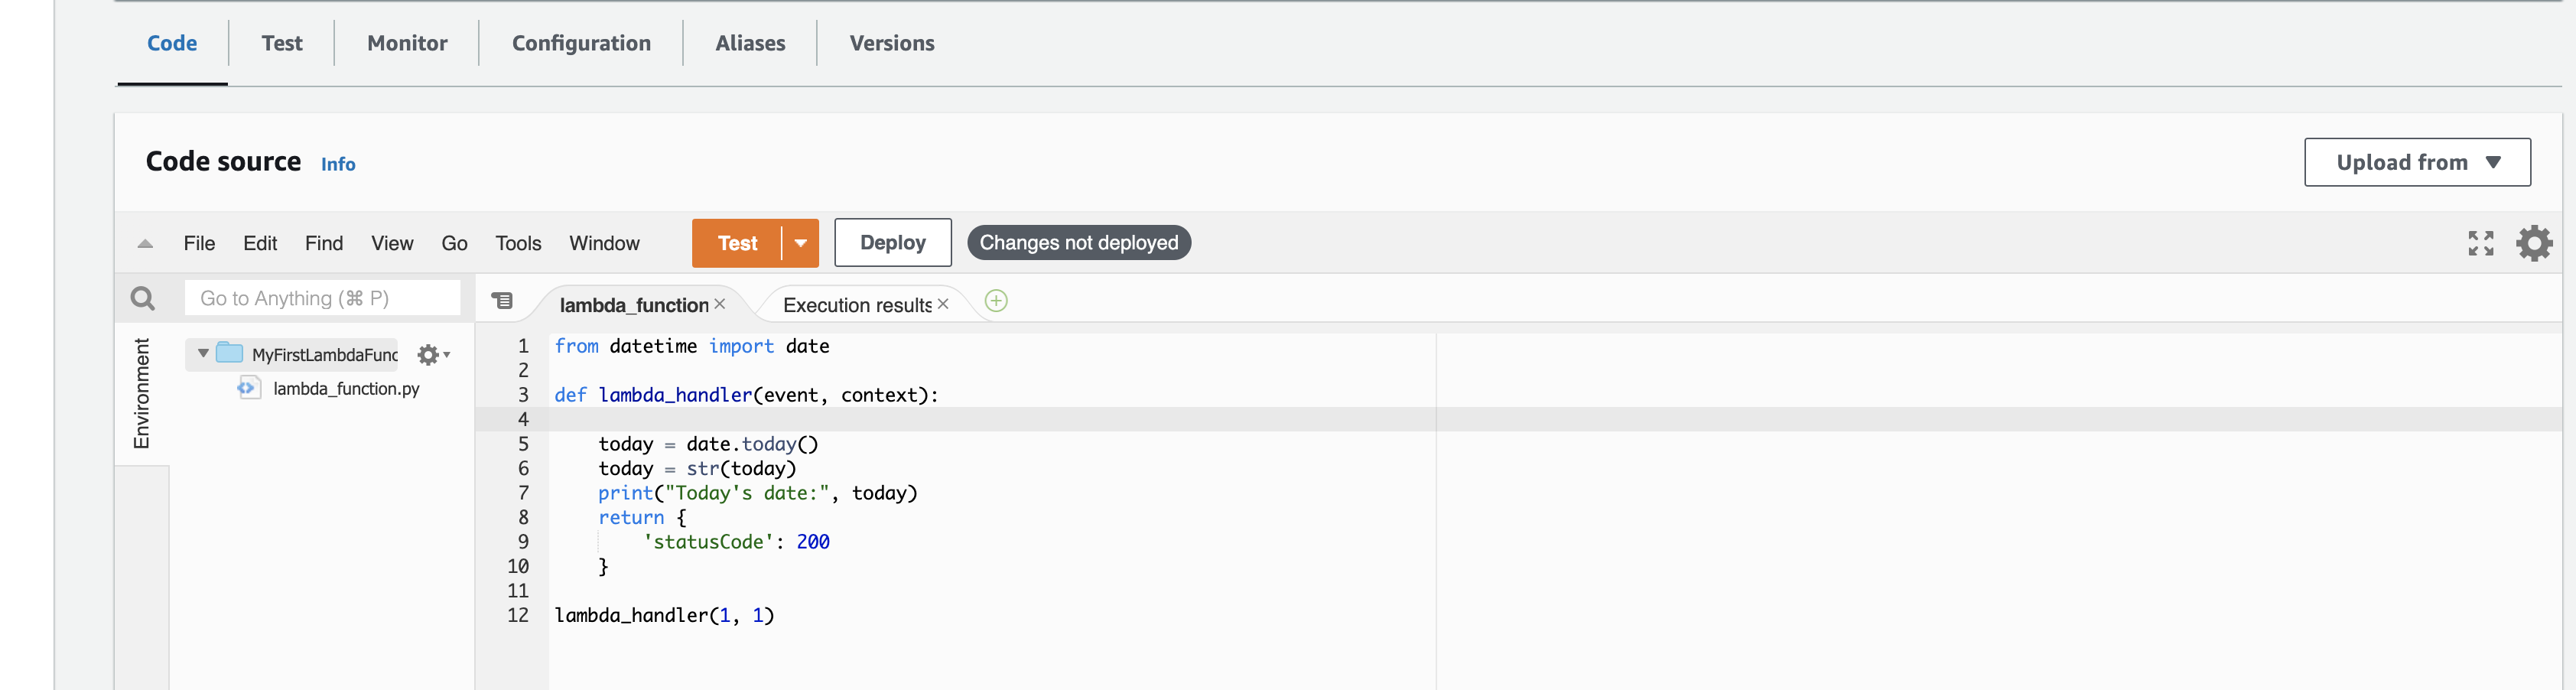 Code Test Monitor Configuration Aliases Versions
Code source Info
Upload from
File Edit Find View Go Tools Window Test Deploy Changes not deployed
Go to Anything (⌘ P)
lambda_function × Execution results ×
Environment
MyFirstLambdaFunc
lambda_function.py
1 from datetime import date
2
3 def lambda_handler(event, context):
4
5     today = date.today()
6     today = str(today)
7     print("Today's date:", today)
8     return {
9         'statusCode': 200
10     }
11
12 lambda_handler(1, 1)